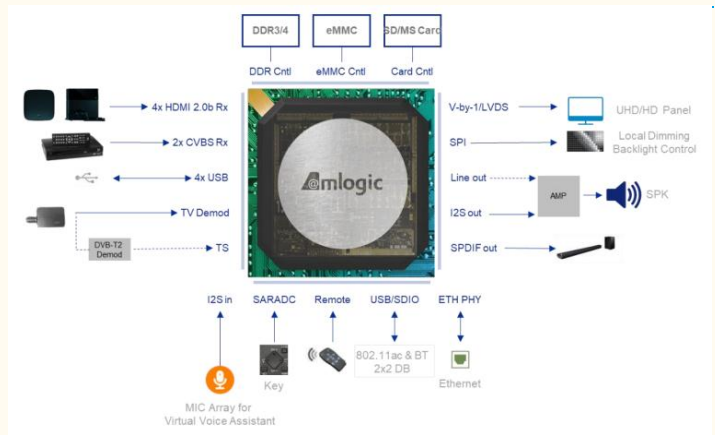 DDR3/4
eMMC
SD/MS Card
DDR Cntl
eMMC Cntl
Card Cntl
4x HDMI 2.0b Rx
2x CVBS Rx
4x USB
TV Demod
DVB-T2
Demod
TS
@mlogic
V-by-1/LVDS
UHD/HD Panel
SPI
Local Dimming
Backlight Control
Line out
AMP
SPK
I2S out
SPDIF out
I2S in
SARADC
Remote
USB/SDIO
ETH PHY
Key
802.11ac & BT
2x2 DB
Ethernet
MIC Array for
Virtual Voice Assistant